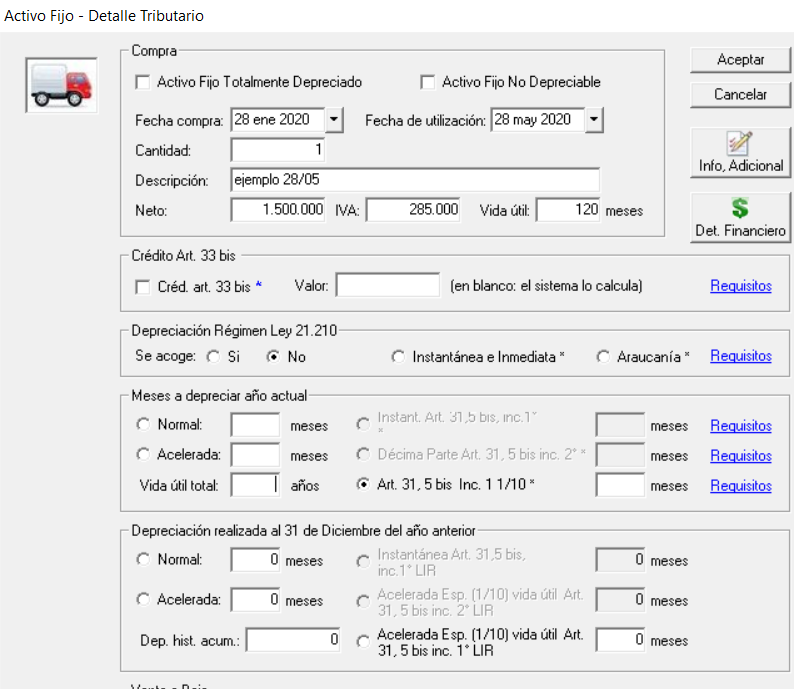 Activo Fijo - Detalle Tributario
Compra
Activo Fijo Totalmente Depreciado Activo Fijo No Depreciable
Aceptar
Cancelar
Fecha compra: 28 ene 2020 Fecha de utilización: 28 may 2020
Cantidad: 1
Info, Adicional
Descripción: ejemplo 28/05
Neto: 1.500.000 IVA: 285.000 Vida útil: 120 meses
$
Det. Financiero
Crédito Art. 33 bis
Créd. art. 33 bis * Valor: (en blanco: el sistema lo calcula) Requisitos
Depreciación Régimen Ley 21.210
Se acoge: Si No Instantánea e Inmediata * Araucanía * Requisitos
Meses a depreciar año actual
Normal: meses Instant. Art. 31,5 bis, inc.1° * meses Requisitos
Acelerada: meses Décima Parte Art. 31, 5 bis inc. 2° * meses Requisitos
Vida útil total: años Art. 31, 5 bis Inc. 1 1/10 * meses Requisitos
Depreciación realizada al 31 de Diciembre del año anterior
Normal: 0 meses Instantánea Art. 31,5 bis, inc.1° LIR 0 meses
Acelerada: 0 meses Acelerada Esp. (1/10) vida útil Art. 31, 5 bis inc. 2° LIR 0 meses
Dep. hist. acum.: 0 Acelerada Esp. (1/10) vida útil Art. 31, 5 bis inc. 1° LIR 0 meses